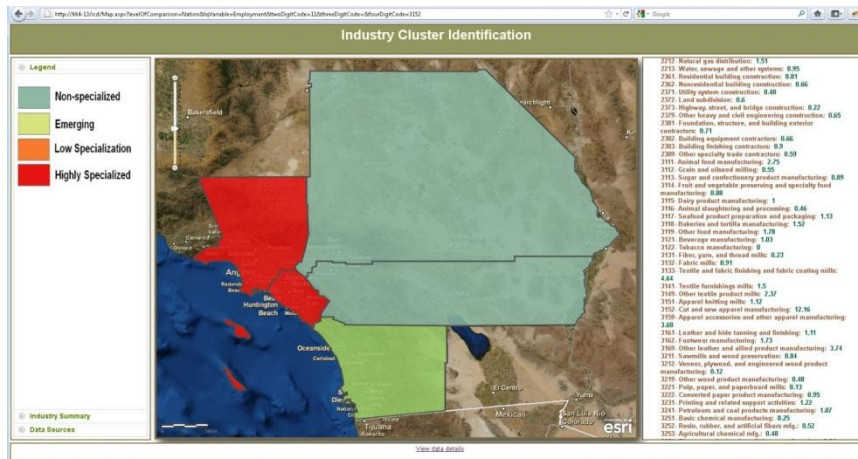 http://t64-13/icd/Map.aspx?levelOfComparison=Nation&lqVariable=Employment&twoDigitCode=11&threeDigitCode=&fourDigitCode=3152
Google
Industry Cluster Identification
Legend
Non-specialized
Emerging
Low Specialization
Highly Specialized
Industry Summary
Data Sources
Bakersfield
Huntington
Beach
Oceanside
Carlsbad
El Centro
Mexicali
Yuma
San Luis Rio
Colorado
Tijuana
esri
View data details
2212- Natural gas distribution: 1.51
2213- Water, sewage and other systems: 0.95
2361- Residential building construction: 0.81
2362- Nonresidential building construction: 0.66
2371- Utility system construction: 0.40
2372- Land subdivision: 0.6
2373- Highway, street, and bridge construction: 0.22
2379- Other heavy and civil engineering construction: 0.65
2381- Foundation, structure, and building exterior
contractors: 0.71
2382- Building equipment contractors: 0.66
2383- Building finishing contractors: 0.9
2389- Other specialty trade contractors: 0.59
3111- Animal food manufacturing: 2.75
3112- Grain and oilseed milling: 0.55
3113- Sugar and confectionery product manufacturing: 0.89
3114- Fruit and vegetable preserving and specialty food
manufacturing: 0.88
3115- Dairy product manufacturing: 1
3116- Animal slaughtering and processing: 0.46
3117- Seafood product preparation and packaging: 1.13
3118- Bakeries and tortilla manufacturing: 1.52
3119- Other food manufacturing: 1.78
3121- Beverage manufacturing: 1.03
3122- Tobacco manufacturing: 0
3131- Fiber, yarn, and thread mills: 0.23
3132- Fabric mills: 0.91
3133- Textile and fabric finishing and fabric coating mills:
4.64
3141- Textile furnishings mills: 1.5
3149- Other textile product mills: 2.37
3151- Apparel knitting mills: 1.12
3152- Cut and sew apparel manufacturing: 12.16
3159- Apparel accessories and other apparel manufacturing:
3.68
3161- Leather and hide tanning and finishing: 1.11
3162- Footwear manufacturing: 1.73
3169- Other leather and allied product manufacturing: 3.74
3211- Sawmills and wood preservation: 0.04
3212- Veneer, plywood, and engineered wood product
manufacturing: 0.12
3219- Other wood product manufacturing: 0.48
3221- Pulp, paper, and paperboard mills: 0.13
3222- Converted paper product manufacturing: 0.95
3231- Printing and related support activities: 1.22
3241- Petroleum and coal products manufacturing: 1.07
3251- Basic chemical manufacturing: 0.25
3252- Resin, rubber, and artificial fibers mfg.: 0.52
3253- Agricultural chemical mfg.: 0.48